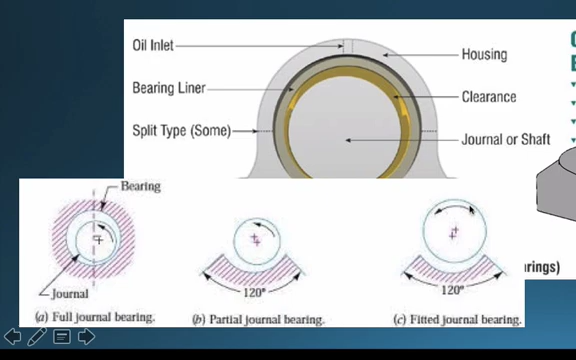 Oil Inlet
Housing
Bearing Liner
Clearance
Split Type (Some)
Journal or Shaft
Bearing
Journal
120°
120°
(a) Full journal bearing.
(b) Partial journal bearing.
(c) Fitted journal bearing.